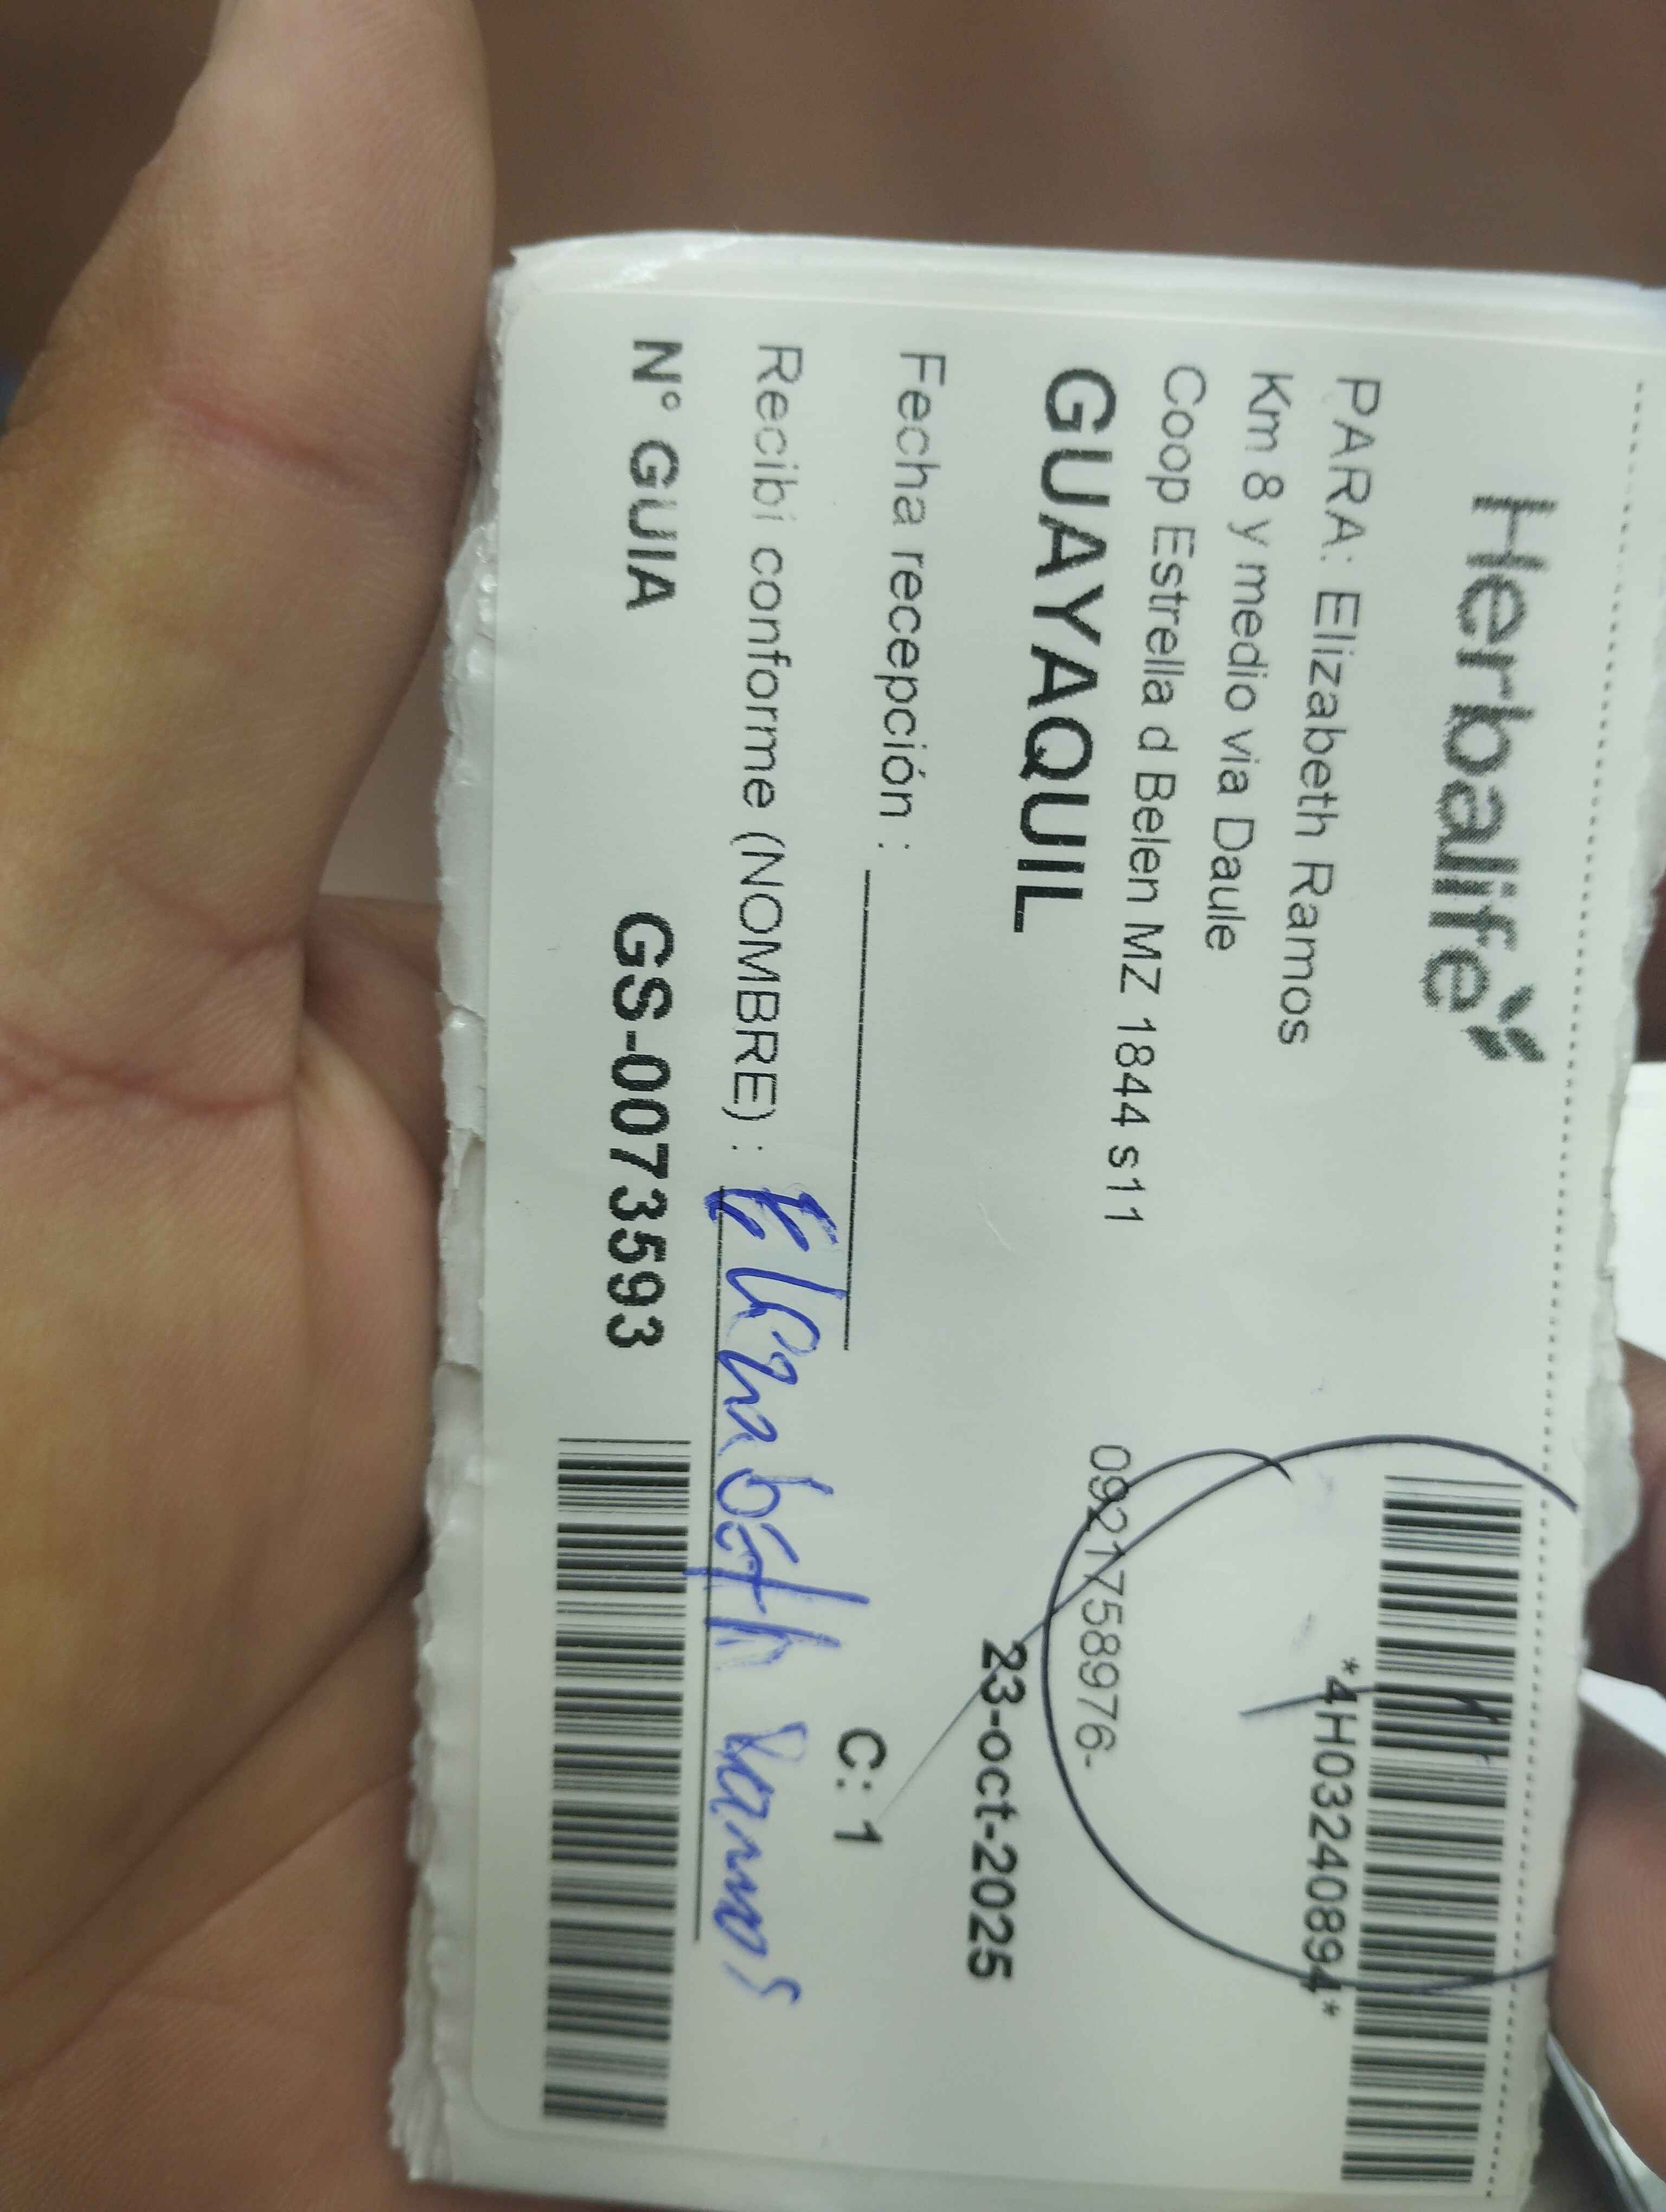 Herbalife
*4H03240894*
PARA: Elizabeth Ramos
Km 8 y medio via Daule
Coop Estrella d Belen MZ 1844 s11
0921758976-
GUAYAQUIL
23-oct-2025
Fecha recepción :
C: 1
Recibi conforme (NOMBRE) : Elizabeth Ramos
N° GUIA GS-0073593